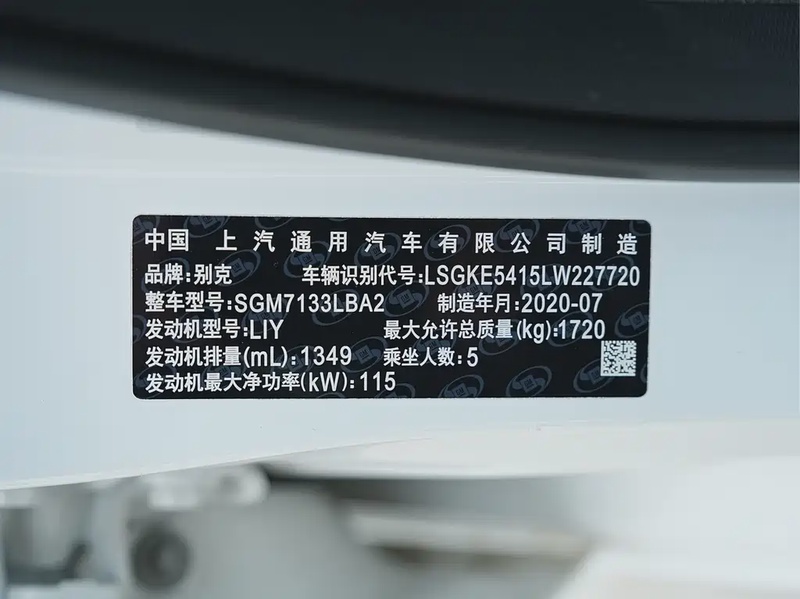 中国 上汽通用汽车有限公司制造
品牌:别克 车辆识别代号:LSGKE5415LW227720
整车型号:SGM7133LBA2 制造年月:2020-07
发动机型号:LIY 最大允许总质量(kg):1720
发动机排量(mL):1349 乘坐人数:5
发动机最大净功率(kW):115